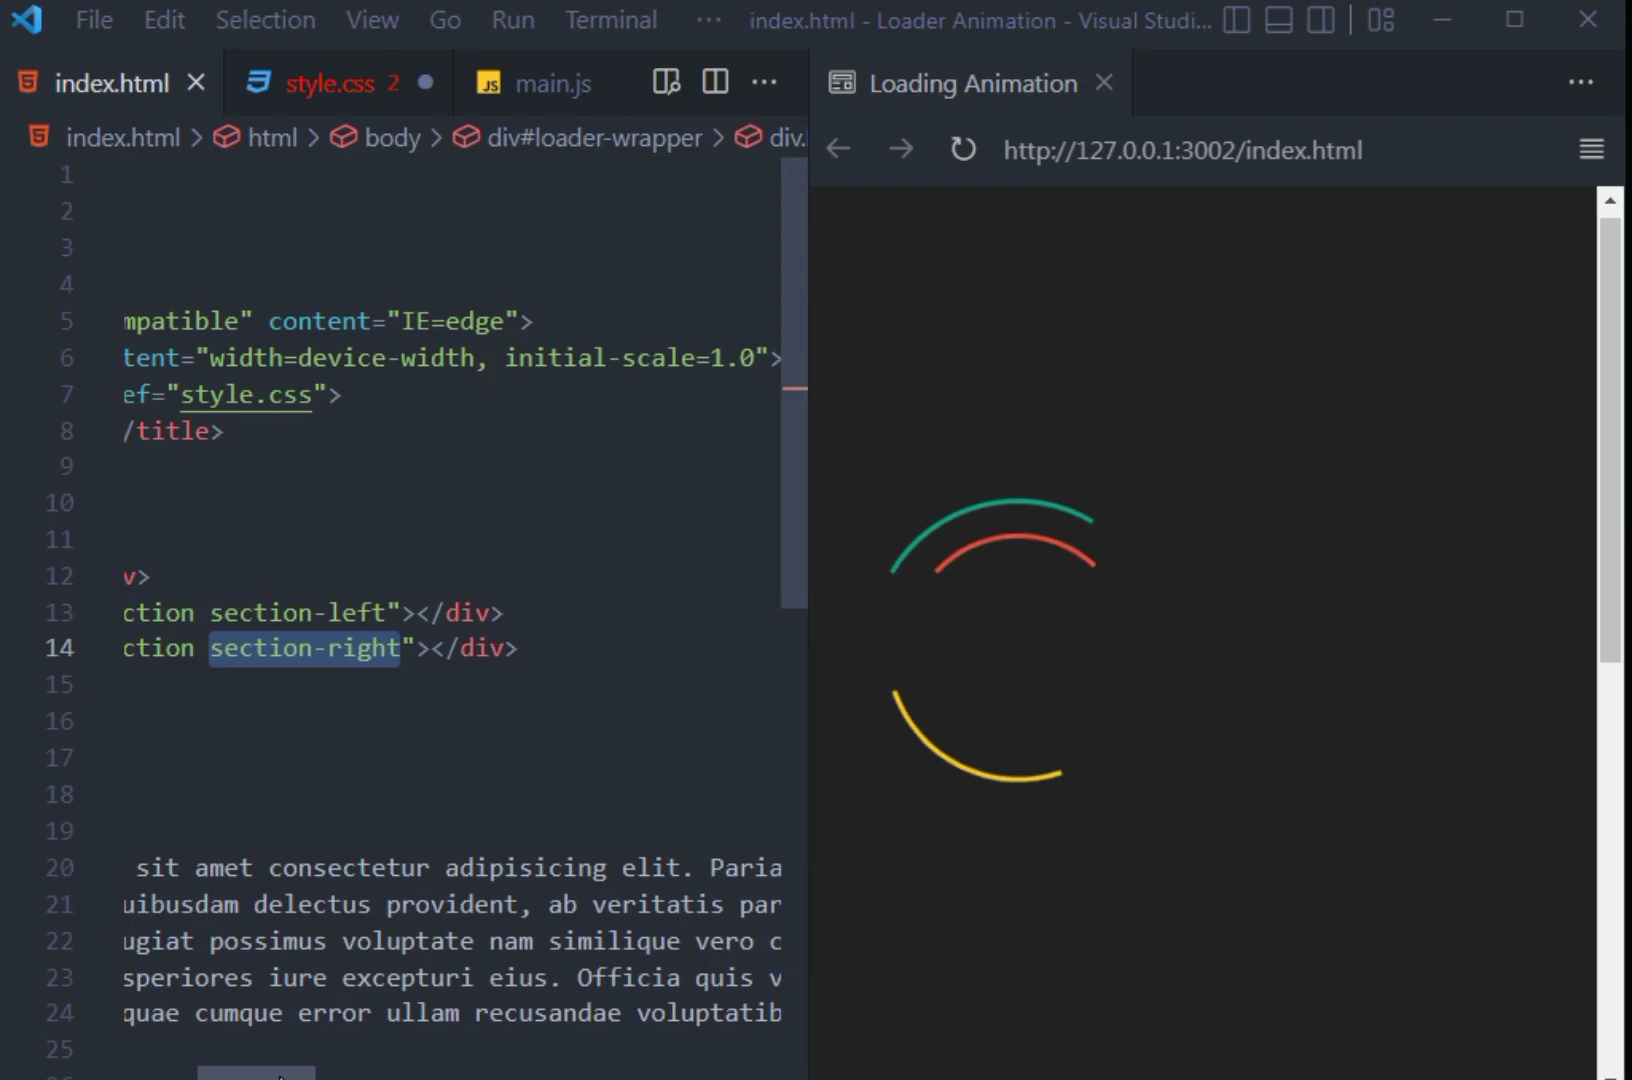 File Edit Selection View Go Run Terminal ··· index.html - Loader Animation - Visual Studi...
index.html style.css 2 JS main.js ··· Loading Animation ···
index.html > html > body > div#loader-wrapper > div.
http://127.0.0.1:3002/index.html
1
2
3
4
5 mpatible" content="IE=edge">
6 tent="width=device-width, initial-scale=1.0">
7 ef="style.css">
8 /title>
9
10
11
12 v>
13 ction section-left"></div>
14 ction section-right"></div>
15
16
17
18
19
20 sit amet consectetur adipisicing elit. Paria
21 uibusdam delectus provident, ab veritatis par
22 ugiat possimus voluptate nam similique vero c
23 speriores iure excepturi eius. Officia quis v
24 quae cumque error ullam recusandae voluptatib
25